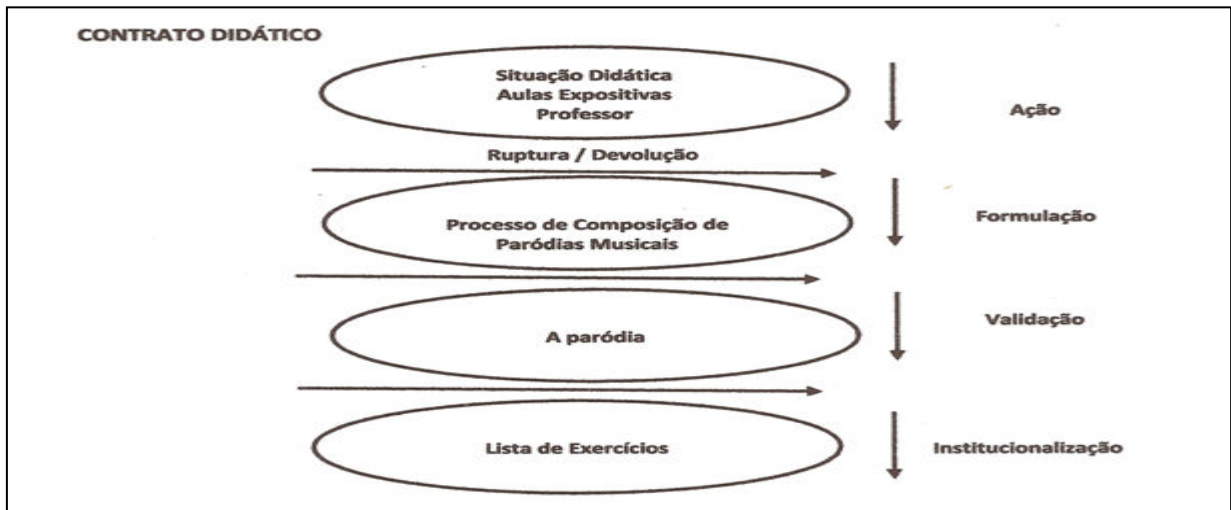 CONTRATO DIDÁTICO
Situação Didática
Aulas Expositivas
Professor
Ação
Ruptura / Devolução
Processo de Composição de
Paródias Musicais
Formulação
A paródia
Validação
Lista de Exercícios
Institucionalização